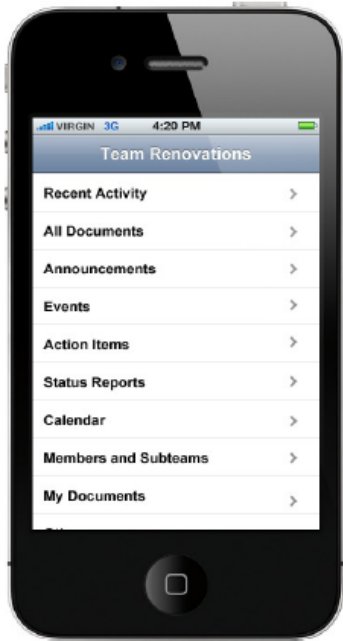 VIRGIN 3G 4:20 PM
Team Renovations
Recent Activity
All Documents
Announcements
Events
Action Items
Status Reports
Calendar
Members and Subteams
My Documents